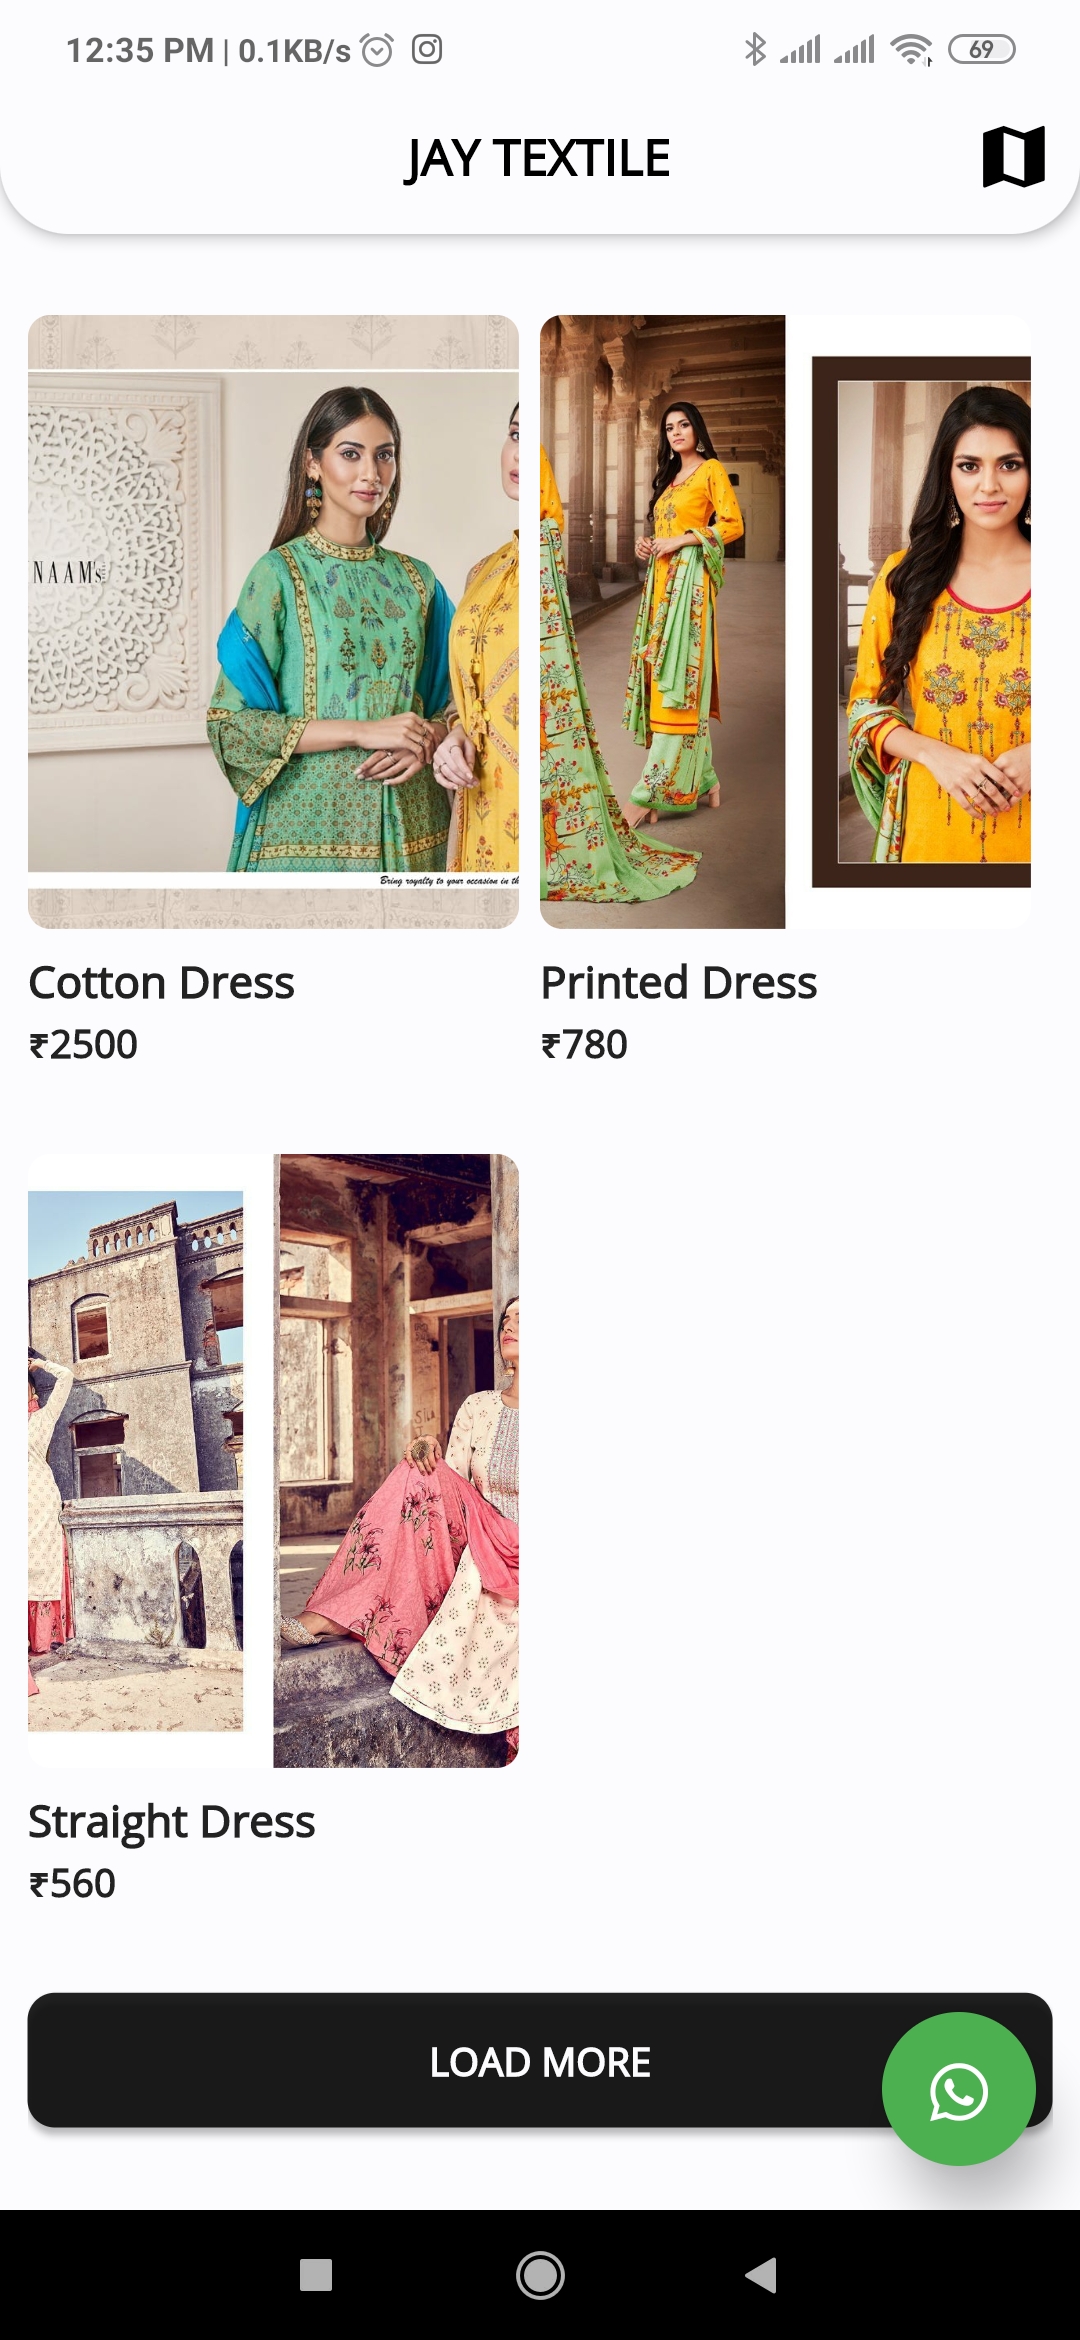 12:35 PM | 0.1KB/s
69
JAY TEXTILE
NAAM's
Bring royalty to your occasion in th
Cotton Dress
₹2500
Printed Dress
₹780
Straight Dress
₹560
LOAD MORE